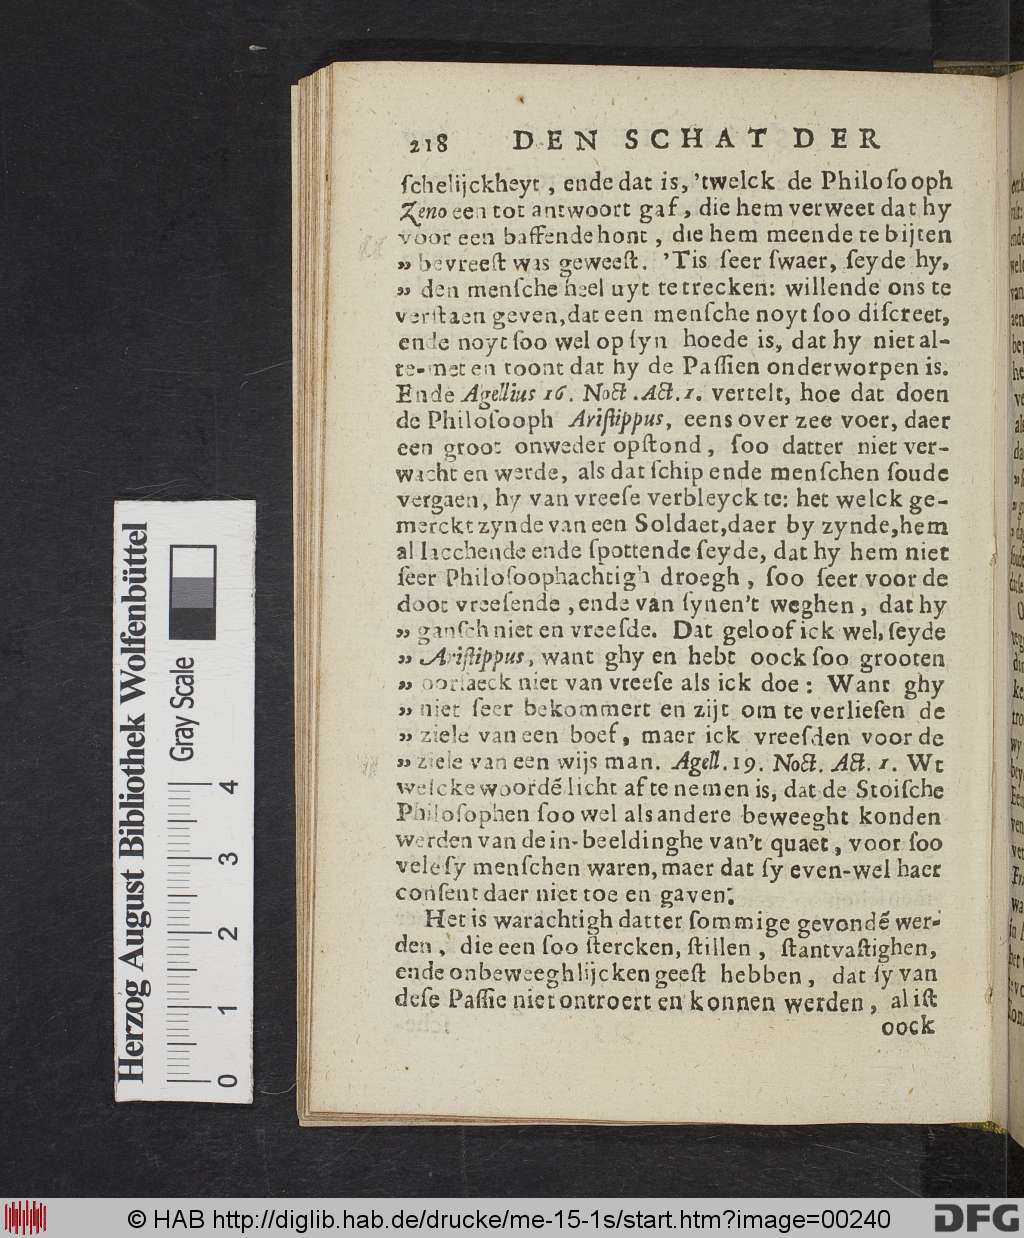 218 DEN SCHAT DER
ſchelijckheyt, ende dat is, 'twelck de Philoſooph
Zeno een tot antwoort gaf, die hem verweet dat hy
voor een baffende hont, die hem meende te bijten
„ bevreeſt was geweeſt. 'Tis ſeer ſwaer, ſeyde hy,
„ den menſche heel uyt te trecken: willende ons te
verſtaen geven, dat een menſche noyt ſoo diſcreet,
ende noyt ſoo wel op ſyn hoede is, dat hy niet al-
te-met en toont dat hy de Paſſien onderworpen is.
Ende Agellius 16. Noct. Act. 1. vertelt, hoe dat doen
de Philoſooph Ariſtippus, eens over zee voer, daer
een groot onweder opſtond, ſoo datter niet ver-
wacht en werde, als dat ſchip ende menſchen ſoude
vergaen, hy van vreeſe verbleyckte: het welck ge-
merckt zynde van een Soldaet, daer by zynde, hem
al lacchende ende ſpottende ſeyde, dat hy hem niet
ſeer Philoſoophachtigh droegh, ſoo ſeer voor de
doot vreeſende, ende van ſynen't weghen, dat hy
„ ganſch niet en vreeſde. Dat geloof ick wel, ſeyde
„ Ariſtippus, want ghy en hebt oock ſoo grooten
„ oorſaeck niet van vreeſe als ick doe: Want ghy
„ niet ſeer bekommert en zijt om te verlieſen de
„ ziele van een boef, maer ick vreeſden voor de
„ ziele van een wijs man. Agell. 19. Noct. Act. 1. Wt
welcke woordẽ licht af te nemen is, dat de Stoiſche
Philoſophen ſoo wel als andere beweeght konden
werden van de in-beeldinghe van't quaet, voor ſoo
vele ſy menſchen waren, maer dat ſy even-wel haer
conſent daer niet toe en gaven.
Het is warachtigh datter ſommige gevondẽ wer-
den, die een ſoo ſtercken, ſtillen, ſtantvaſtighen,
ende onbeweeghlijcken geeſt hebben, dat ſy van
deſe Paſſie niet ontroert en konnen werden, al iſt
oock
Herzog August Bibliothek Wolfenbüttel
Gray Scale
0 1 2 3 4
© HAB http://diglib.hab.de/drucke/me-15-1s/start.htm?image=00240
DFG